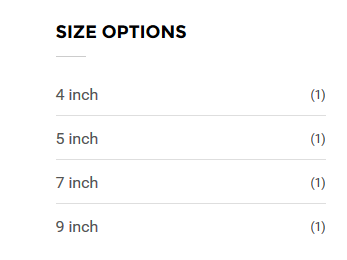 SIZE OPTIONS
4 inch (1)
5 inch (1)
7 inch (1)
9 inch (1)